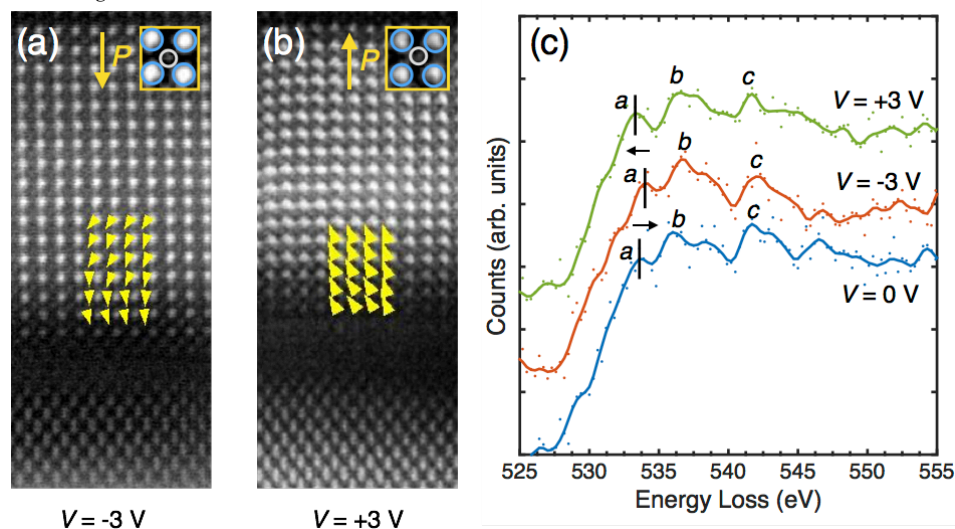 (a)
P
V = -3 V
(b)
P
V = +3 V
(c)
Counts (arb. units)
a
b
c
V = +3 V
a
b
c
V = -3 V
a
b
c
V = 0 V
525 530 535 540 545 550 555
Energy Loss (eV)